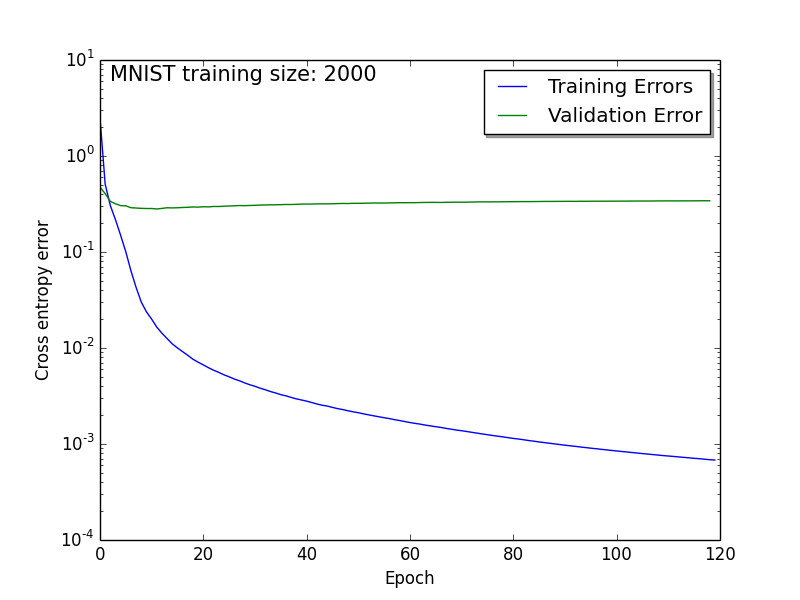 MNIST training size: 2000
Training Errors
Validation Error
Cross entropy error
10^1
10^0
10^-1
10^-2
10^-3
10^-4
0 20 40 60 80 100 120
Epoch